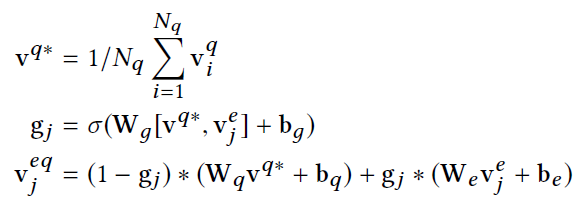 v^{q*} = 1/N_q \sum_{i=1}^{N_q} v_i^q
g_j = σ(W_g[v^{q*}, v_j^e] + b_g)
v_j^{eq} = (1 − g_j) * (W_q v^{q*} + b_q) + g_j * (W_e v_j^e + b_e)